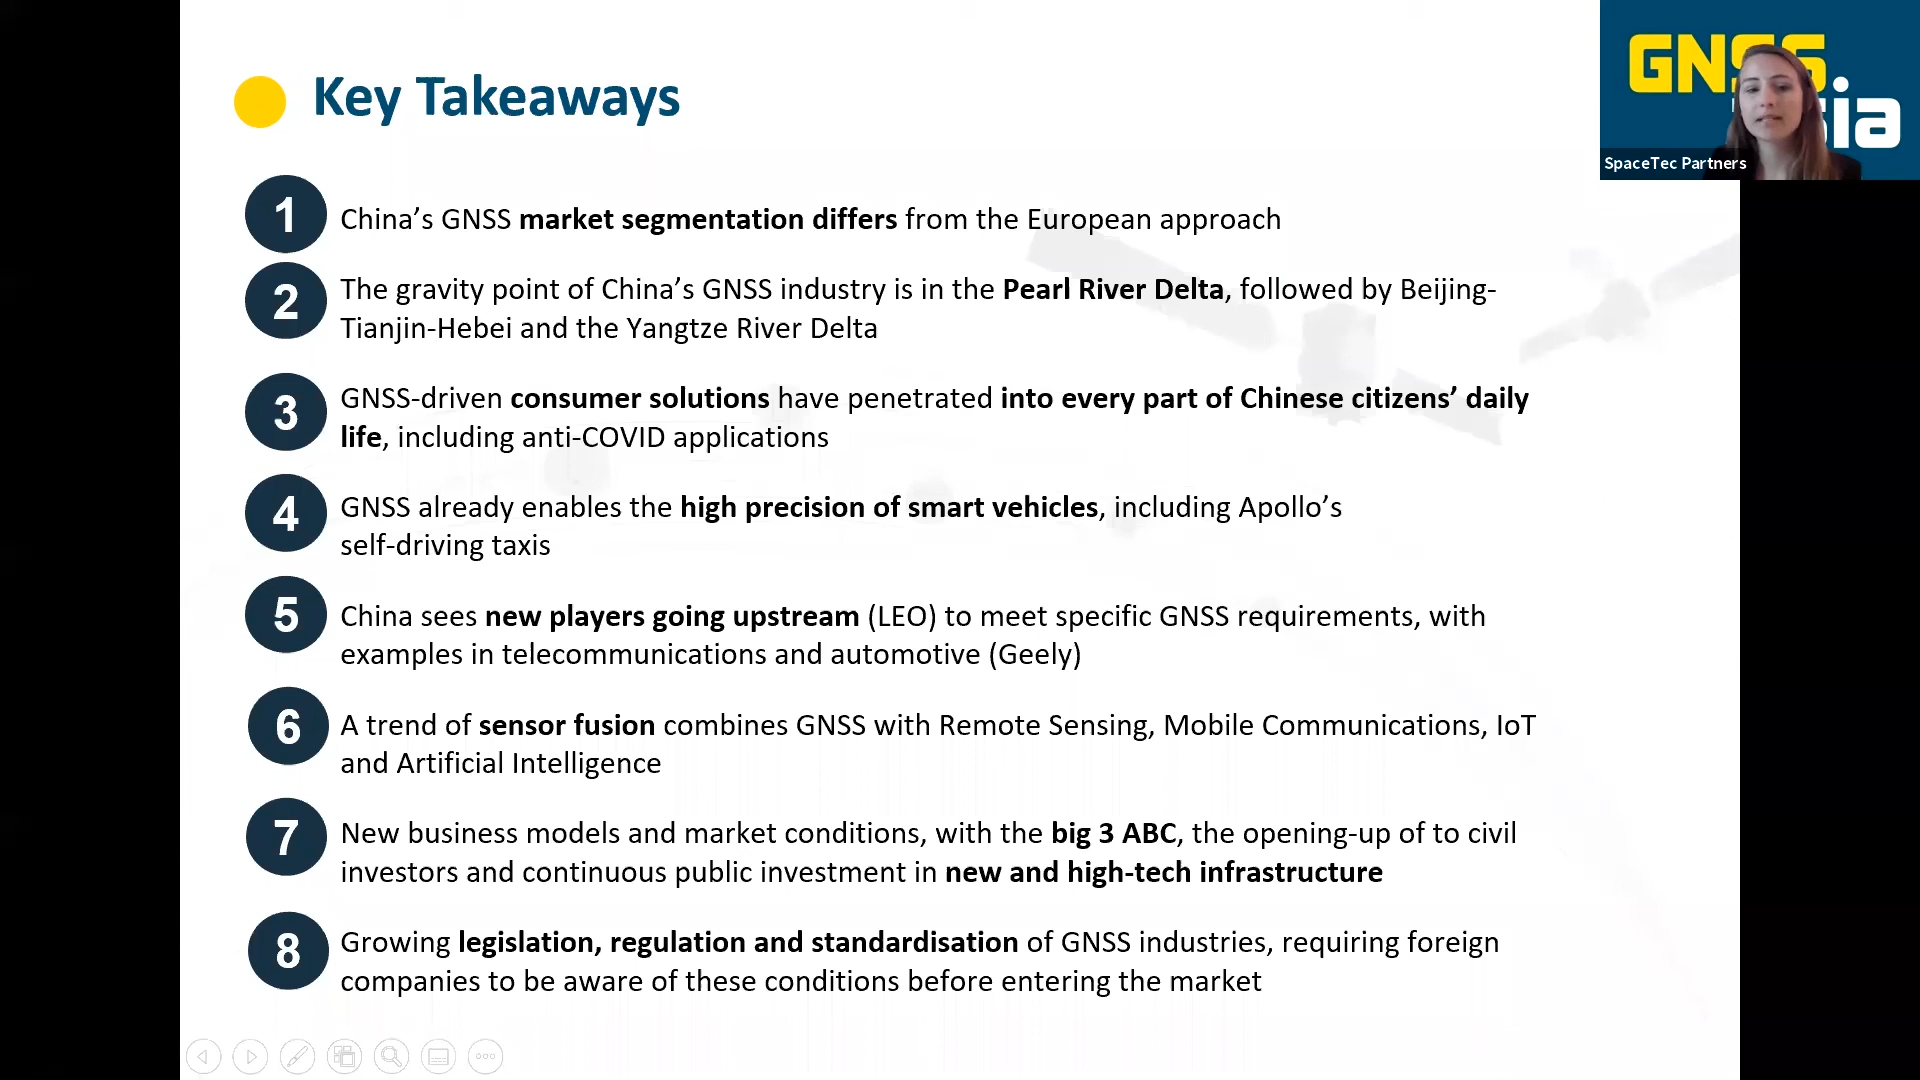 Key Takeaways
1
China’s GNSS market segmentation differs from the European approach
2
The gravity point of China’s GNSS industry is in the Pearl River Delta, followed by Beijing-
Tianjin-Hebei and the Yangtze River Delta
3
GNSS-driven consumer solutions have penetrated into every part of Chinese citizens’ daily
life, including anti-COVID applications
4
GNSS already enables the high precision of smart vehicles, including Apollo’s
self-driving taxis
5
China sees new players going upstream (LEO) to meet specific GNSS requirements, with
examples in telecommunications and automotive (Geely)
6
A trend of sensor fusion combines GNSS with Remote Sensing, Mobile Communications, IoT
and Artificial Intelligence
7
New business models and market conditions, with the big 3 ABC, the opening-up of to civil
investors and continuous public investment in new and high-tech infrastructure
8
Growing legislation, regulation and standardisation of GNSS industries, requiring foreign
companies to be aware of these conditions before entering the market
GNSS
.sia
SpaceTec Partners